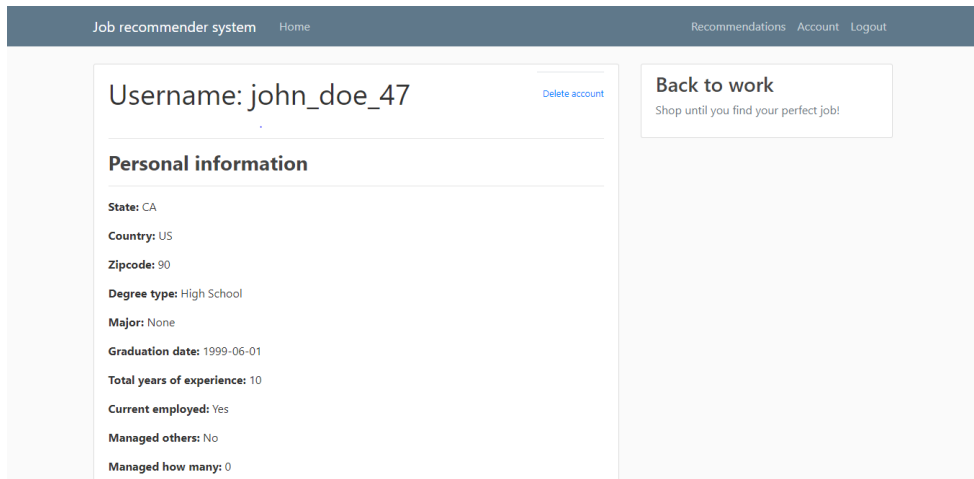 Job recommender system Home Recommendations Account Logout
Username: john_doe_47
Delete account
Personal information
State: CA
Country: US
Zipcode: 90
Degree type: High School
Major: None
Graduation date: 1999-06-01
Total years of experience: 10
Current employed: Yes
Managed others: No
Managed how many: 0
Back to work
Shop until you find your perfect job!